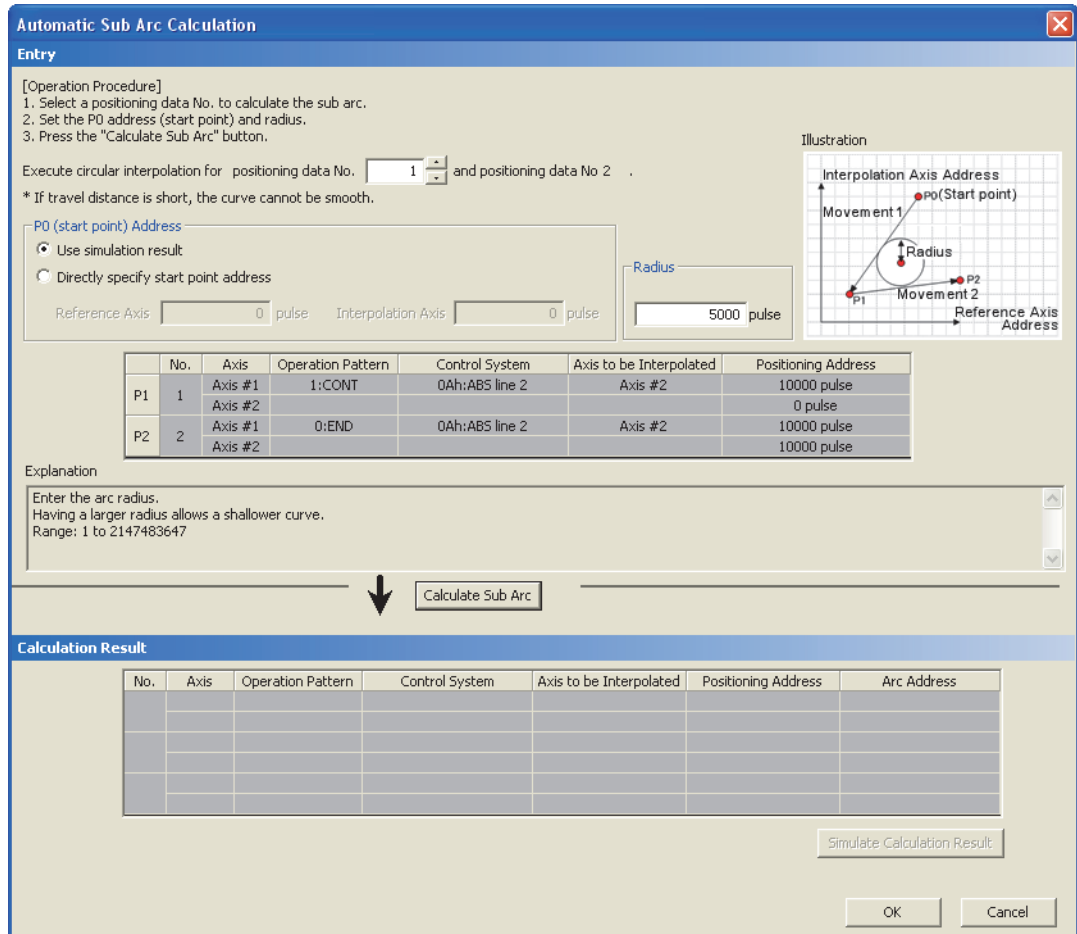 Automatic Sub Arc Calculation
Entry
[Operation Procedure]
1. Select a positioning data No. to calculate the sub arc.
2. Set the P0 address (start point) and radius.
3. Press the "Calculate Sub Arc" button.
Execute circular interpolation for positioning data No. 1 and positioning data No 2 .
* If travel distance is short, the curve cannot be smooth.
P0 (start point) Address
Use simulation result
Directly specify start point address
Reference Axis 0 pulse Interpolation Axis 0 pulse
Radius
5000 pulse
Illustration
Interpolation Axis Address
P0(Start point)
Movement 1
Radius
P2
P1
Movement 2
Reference Axis
Address
No. Axis Operation Pattern Control System Axis to be Interpolated Positioning Address
P1 1 Axis #1 1:CONT 0Ah:ABS line 2 Axis #2 10000 pulse
Axis #2 0 pulse
P2 2 Axis #1 0:END 0Ah:ABS line 2 Axis #2 10000 pulse
Axis #2 10000 pulse
Explanation
Enter the arc radius.
Having a larger radius allows a shallower curve.
Range: 1 to 2147483647
Calculate Sub Arc
Calculation Result
No. Axis Operation Pattern Control System Axis to be Interpolated Positioning Address Arc Address
Simulate Calculation Result
OK Cancel